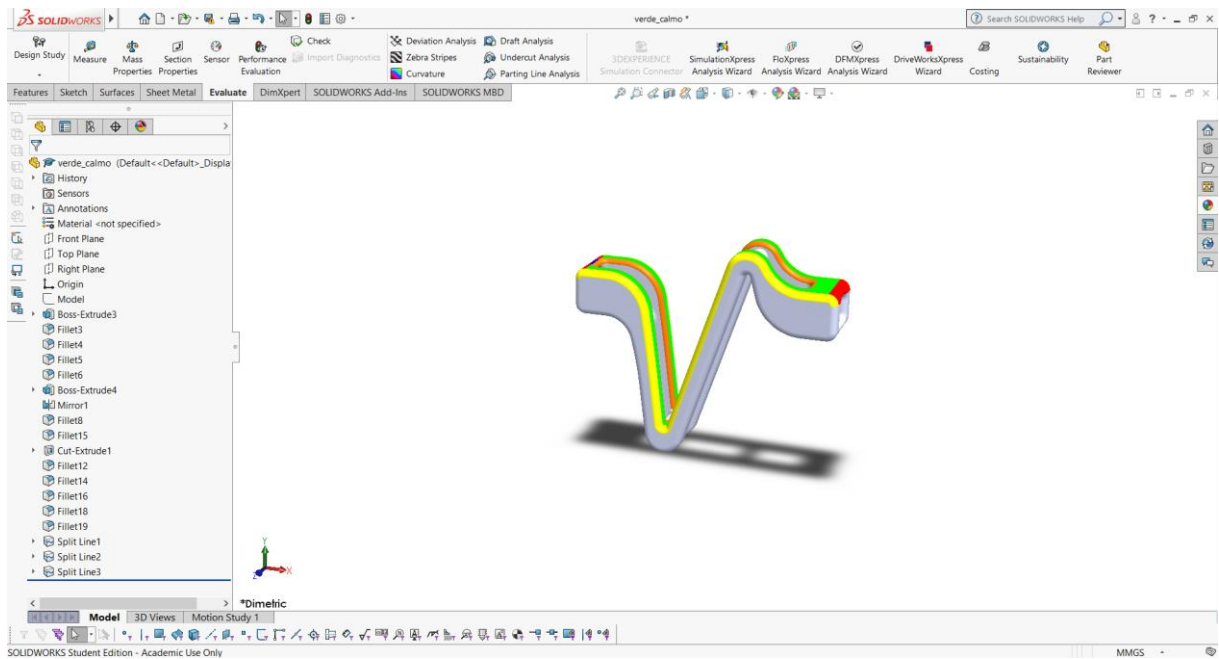 SOLIDWORKS
verde_calmo *
Search SOLIDWORKS Help
Design Study
Measure
Mass Properties
Section Properties
Sensor
Performance Evaluation
Check
Import Diagnostics
Deviation Analysis
Zebra Stripes
Curvature
Draft Analysis
Undercut Analysis
Parting Line Analysis
3DEXPERIENCE Simulation Connector
SimulationXpress Analysis Wizard
FloXpress Analysis Wizard
DFMXpress Analysis Wizard
DriveWorksXpress Wizard
Costing
Sustainability
Part Reviewer
Features Sketch Surfaces Sheet Metal Evaluate DimXpert SOLIDWORKS Add-Ins SOLIDWORKS MBD
verde_calmo (Default<<Default>_Displa
History
Sensors
Annotations
Material <not specified>
Front Plane
Top Plane
Right Plane
Origin
Model
Boss-Extrude3
Fillet3
Fillet4
Fillet5
Fillet6
Boss-Extrude4
Mirror1
Fillet8
Fillet15
Cut-Extrude1
Fillet12
Fillet14
Fillet16
Fillet18
Fillet19
Split Line1
Split Line2
Split Line3
Y
X
Z
*Dimetric
Model 3D Views Motion Study 1
SOLIDWORKS Student Edition - Academic Use Only
MMGS